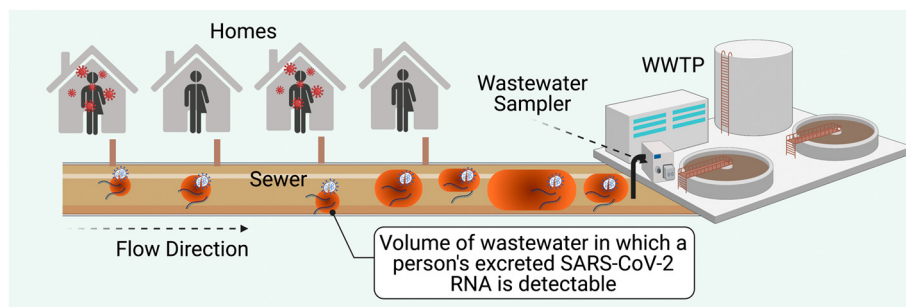 Homes
WWTP
Wastewater
Sampler
Sewer
Flow Direction
Volume of wastewater in which a
person's excreted SARS-CoV-2
RNA is detectable